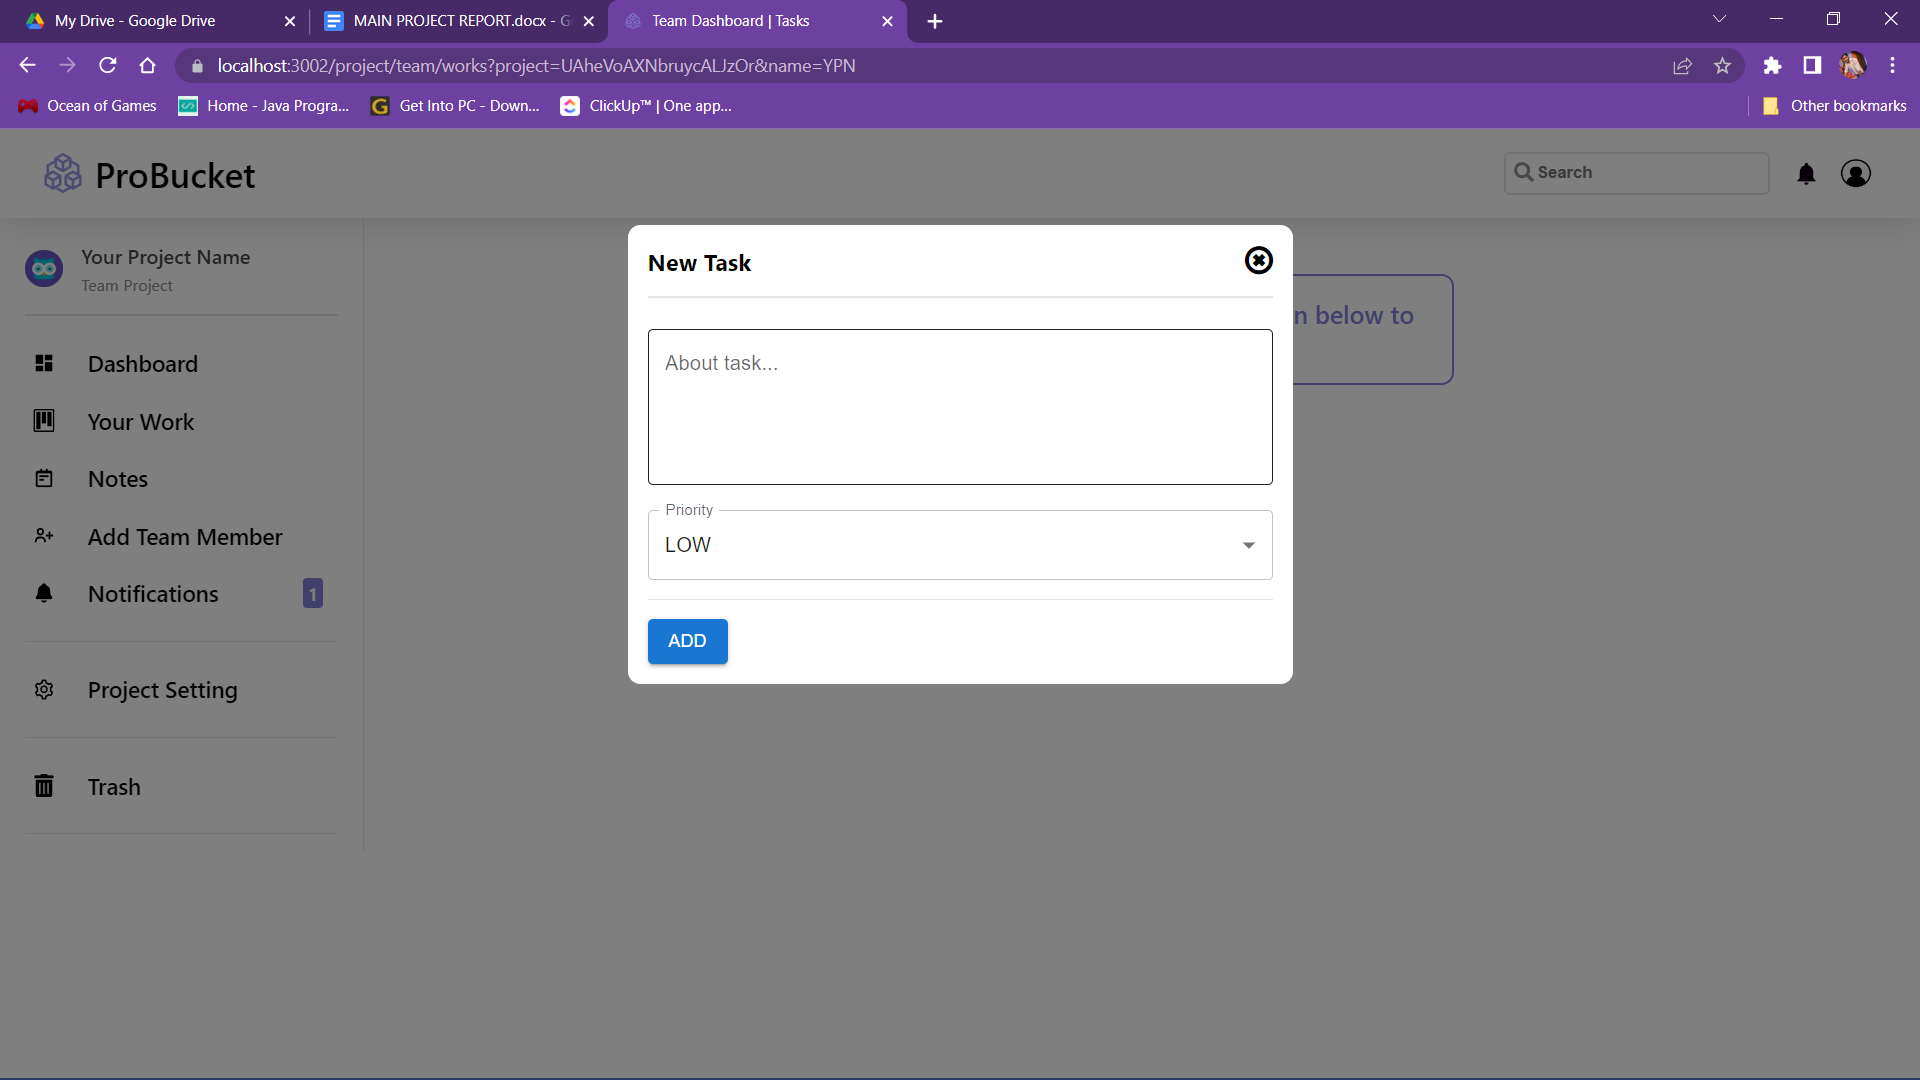 My Drive - Google Drive
MAIN PROJECT REPORT.docx - G
Team Dashboard | Tasks
localhost:3002/project/team/works?project=UAheVoAXNbruycALJzOr&name=YPN
Ocean of Games
Home - Java Progra...
Get Into PC - Down...
ClickUp™ | One app...
Other bookmarks
ProBucket
Search
Your Project Name
Team Project
Dashboard
Your Work
Notes
Add Team Member
Notifications
1
Project Setting
Trash
New Task
n below to
About task...
Priority
LOW
ADD